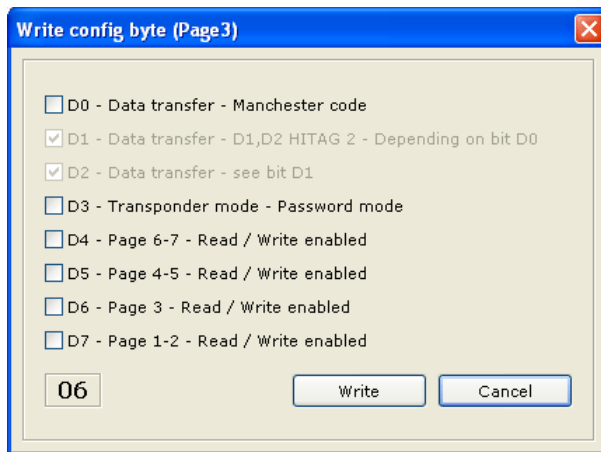 Write config byte (Page3)
D0 - Data transfer - Manchester code
D1 - Data transfer - D1,D2 HITAG 2 - Depending on bit D0
D2 - Data transfer - see bit D1
D3 - Transponder mode - Password mode
D4 - Page 6-7 - Read / Write enabled
D5 - Page 4-5 - Read / Write enabled
D6 - Page 3 - Read / Write enabled
D7 - Page 1-2 - Read / Write enabled
06 Write Cancel